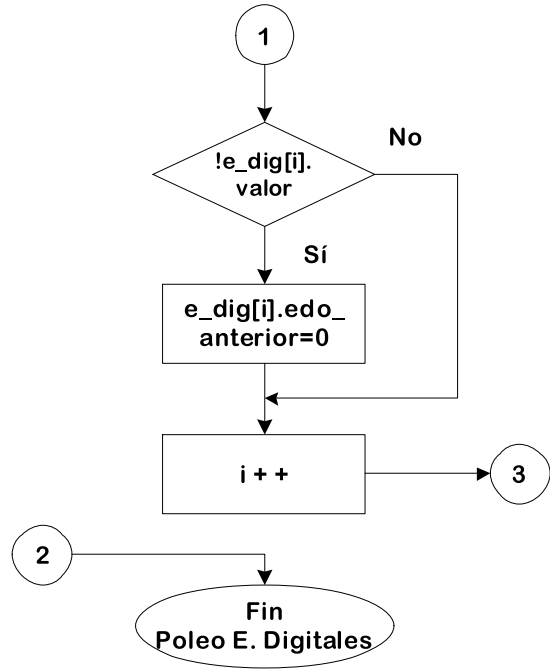 1
No
!e_dig[i].
valor
Sí
e_dig[i].edo_
anterior=0
i + +
3
2
Fin
Poleo E. Digitales